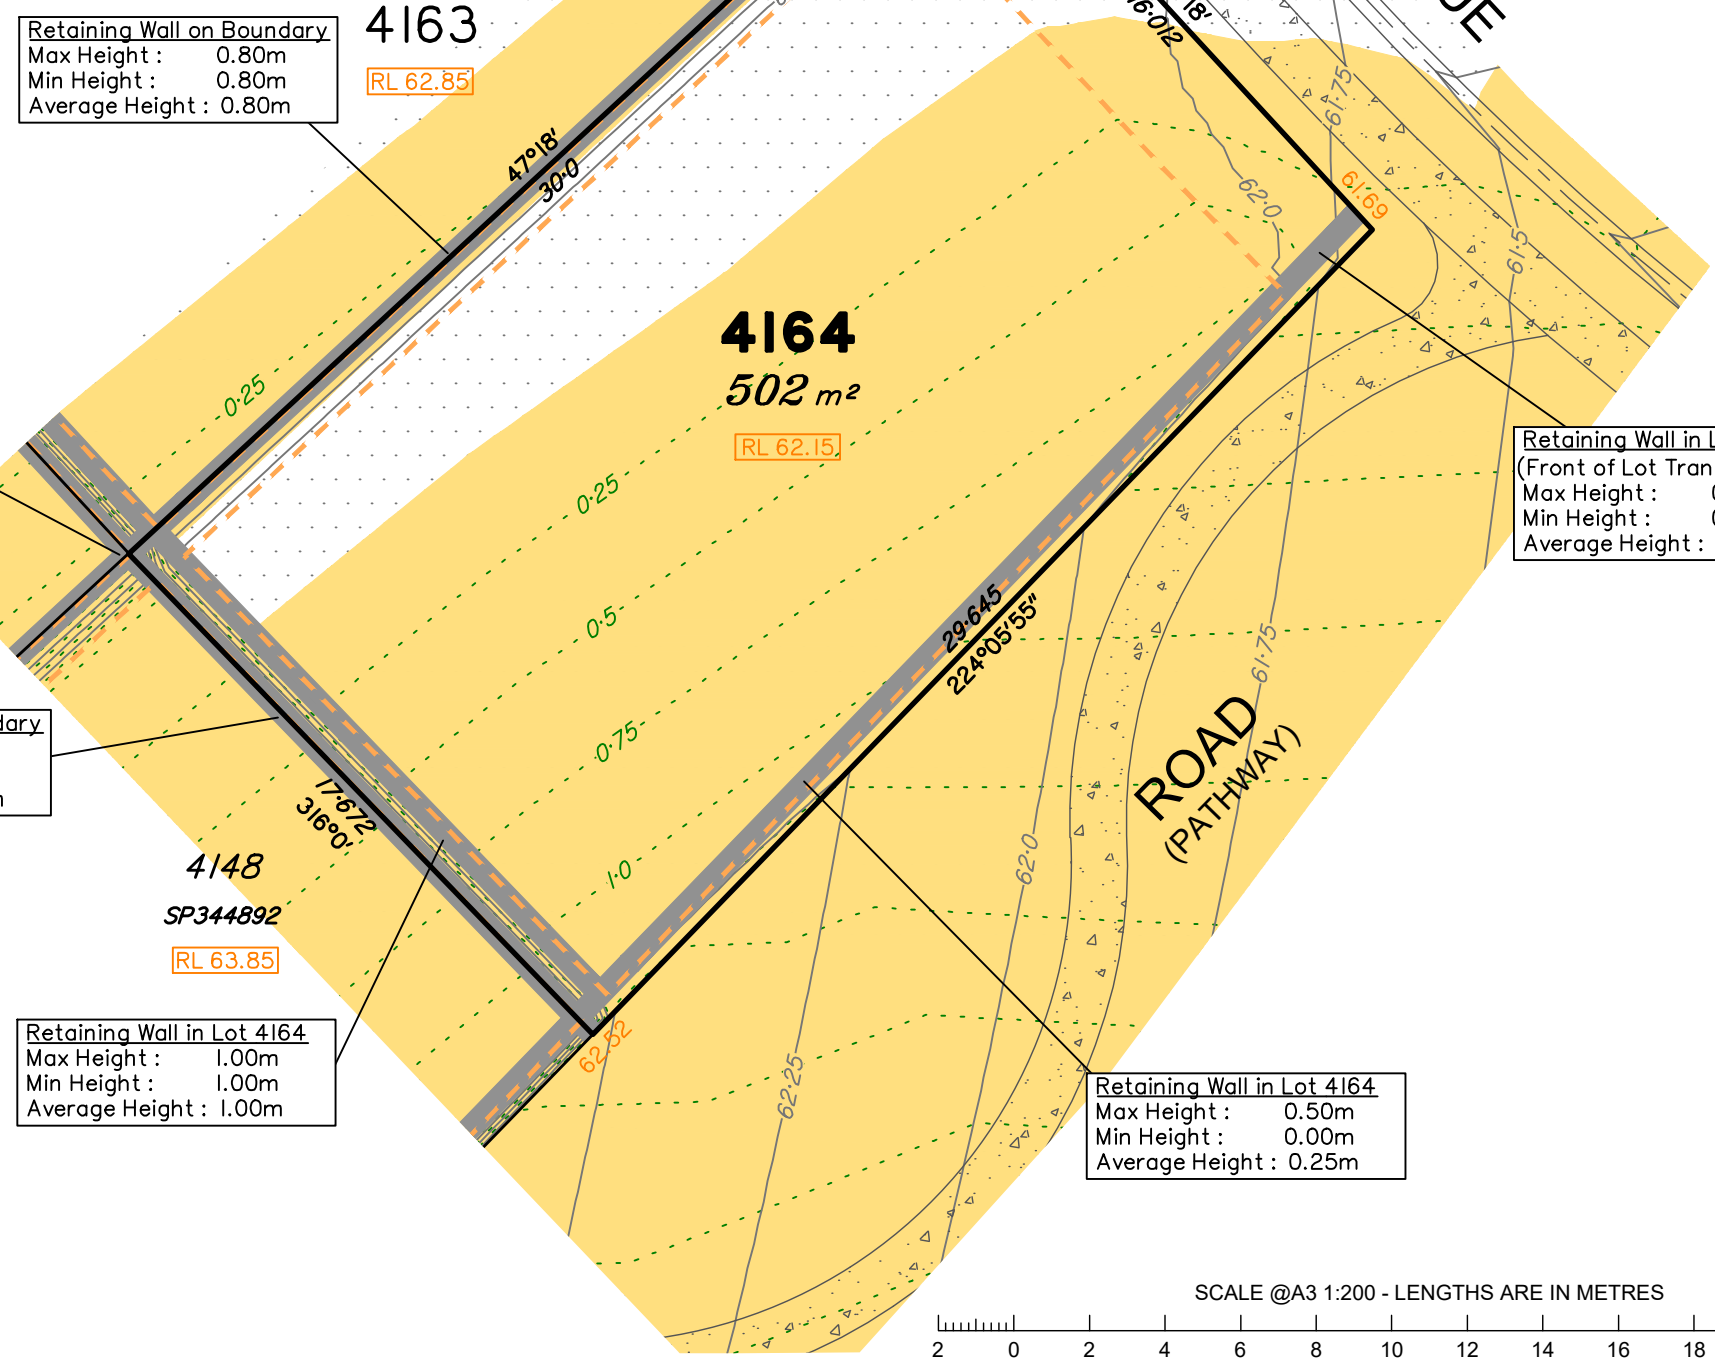 Retaining Wall on Boundary
Max Height : 0.80m
Min Height : 0.80m
Average Height : 0.80m
4163
RL 62.85
47°18'
30·0
18'
16·012
UE
61·75
61.69
62·0
61·5
4164
502 m²
RL 62.15
0·25
0·25
0·5
0·75
1·0
Retaining Wall in L
(Front of Lot Tran
Max Height : 0
Min Height : 0
Average Height :
29·645
224°05'55"
61·75
ROAD
(PATHWAY)
62·0
dary
17·672
316°0'
4148
SP344892
RL 63.85
62.52
62·25
Retaining Wall in Lot 4164
Max Height : 1.00m
Min Height : 1.00m
Average Height : 1.00m
Retaining Wall in Lot 4164
Max Height : 0.50m
Min Height : 0.00m
Average Height : 0.25m
SCALE @A3 1:200 - LENGTHS ARE IN METRES
2 0 2 4 6 8 10 12 14 16 18